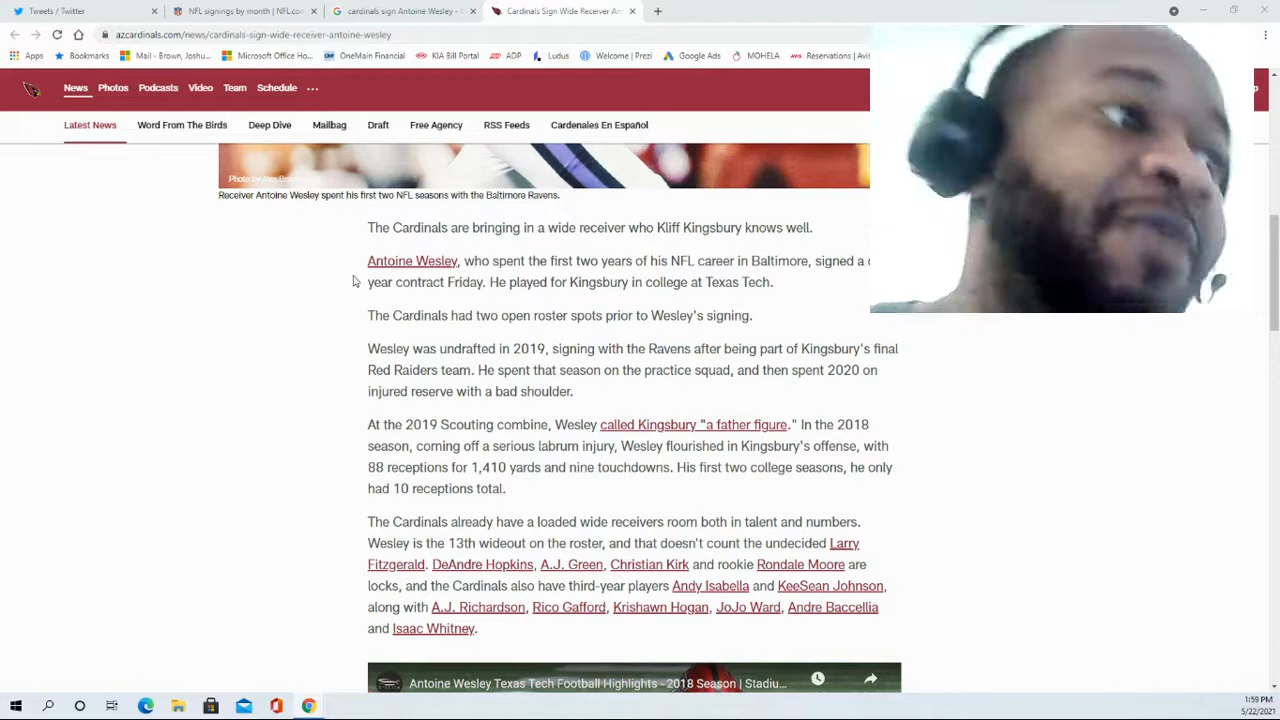 Tweets / Twitter
NFL signings by month | NFL.com
cardinals sign Antoine Wesley -
Cardinals Sign Wide Receiver An
azcardinals.com/news/cardinals-sign-wide-receiver-antoine-wesley
Apps Bookmarks Mail - Brown, Joshu... Microsoft Office Ho... OneMain Financial KIA Bill Portal ADP Ludus Welcome | Prezi Google Ads MOHELA Reservations | Avis
News Photos Podcasts Video Team Schedule ...
Latest News Word From The Birds Deep Dive Mailbag Draft Free Agency RSS Feeds Cardenales En Español
Photo by
Receiver Antoine Wesley spent his first two NFL seasons with the Baltimore Ravens.
The Cardinals are bringing in a wide receiver who Kliff Kingsbury knows well.
Antoine Wesley, who spent the first two years of his NFL career in Baltimore, signed a
year contract Friday. He played for Kingsbury in college at Texas Tech.
The Cardinals had two open roster spots prior to Wesley's signing.
Wesley was undrafted in 2019, signing with the Ravens after being part of Kingsbury's final
Red Raiders team. He spent that season on the practice squad, and then spent 2020 on
injured reserve with a bad shoulder.
At the 2019 Scouting combine, Wesley called Kingsbury "a father figure." In the 2018
season, coming off a serious labrum injury, Wesley flourished in Kingsbury's offense, with
88 receptions for 1,410 yards and nine touchdowns. His first two college seasons, he only
had 10 receptions total.
The Cardinals already have a loaded wide receivers room both in talent and numbers.
Wesley is the 13th wideout on the roster, and that doesn't count the undecided Larry
Fitzgerald. DeAndre Hopkins, A.J. Green, Christian Kirk and rookie Rondale Moore are
locks, and the Cardinals also have third-year players Andy Isabella and KeeSean Johnson,
along with A.J. Richardson, Rico Gafford, Krishawn Hogan, JoJo Ward, Andre Baccellia
and Isaac Whitney.
Antoine Wesley Texas Tech Football Highlights - 2018 Season | Stadiu...
1:59 PM
5/22/2021